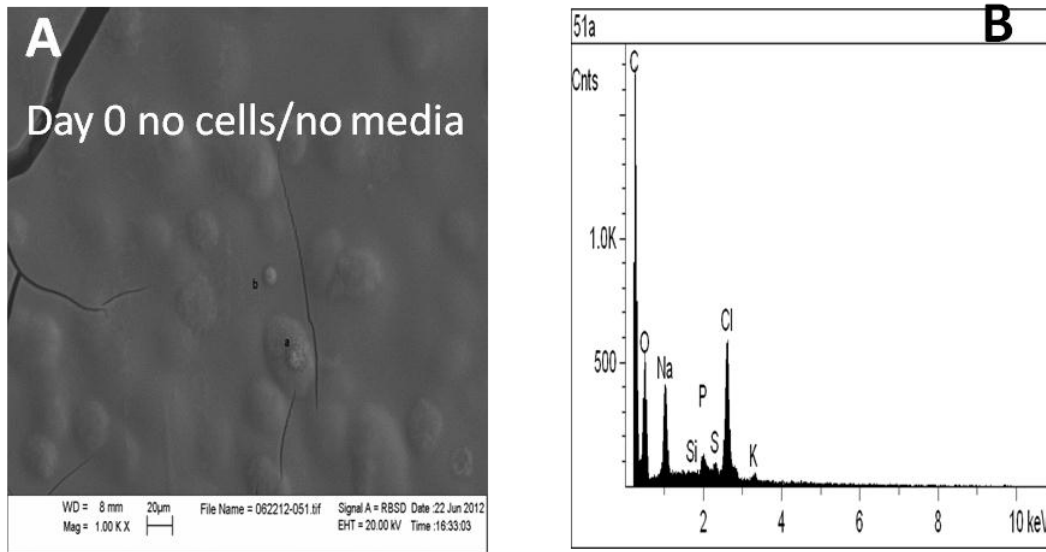 A
Day 0 no cells/no media
b
a
WD = 8 mm 20µm File Name = 062212-051.tif Signal A = RBSD Date :22 Jun 2012
Mag = 1.00 K X EHT = 20.00 kV Time :16:33:03
51a B
Cnts
C
1.0K
Cl
500
O
Na
P
S
Si
K
2 4 6 8 10 keV